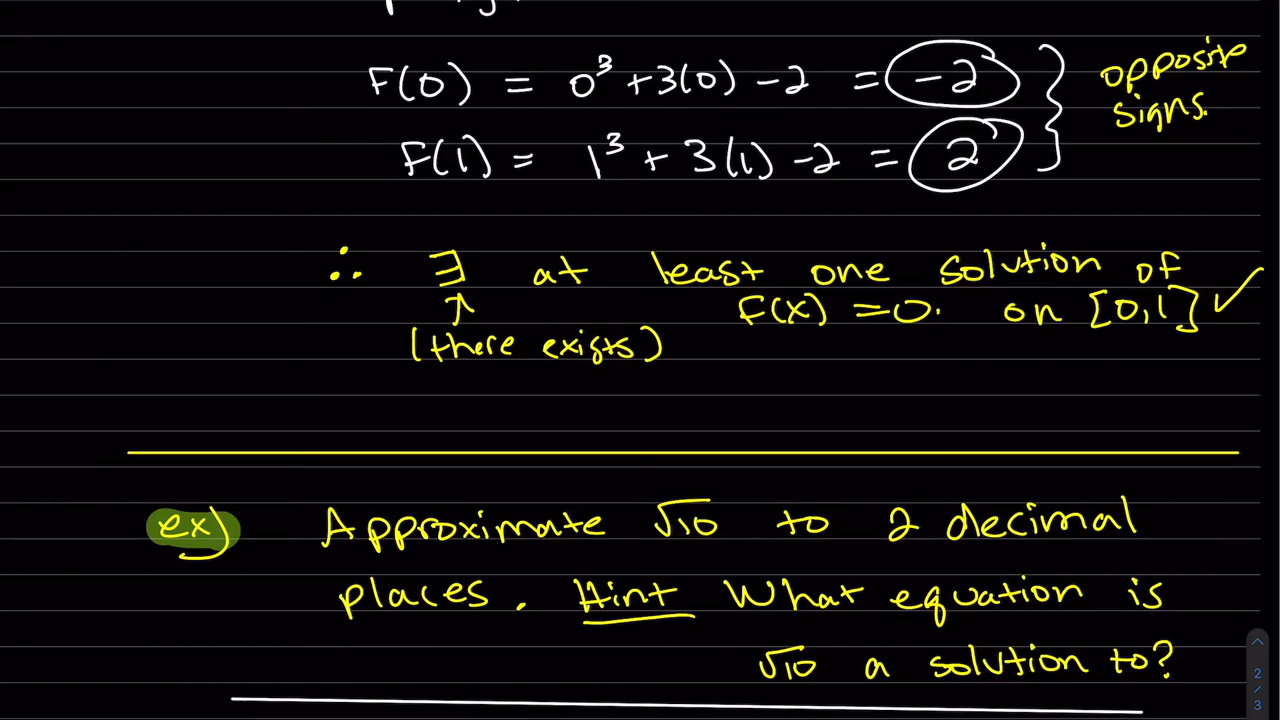 F(0) = 0³ + 3(0) - 2 = -2
F(1) = 1³ + 3(1) - 2 = 2
opposite
signs.
∴ ∃ at least one solution of
F(x) = 0. on [0,1] ✓
↑
(there exists)
ex) Approximate √10 to 2 decimal
places. Hint What equation is
√10 a solution to?
2
/
3